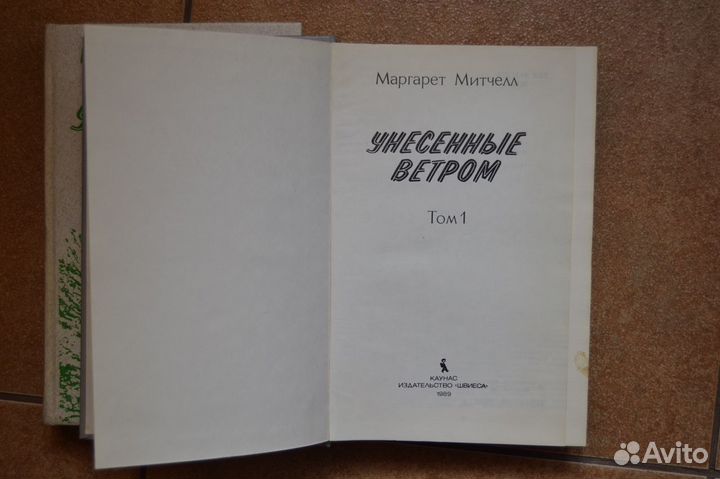 Маргарет Митчелл
УНЕСЕННЫЕ
ВЕТРОМ
Том 1
КАУНАС
ИЗДАТЕЛЬСТВО «ШВИЕСА»
1989
Avito